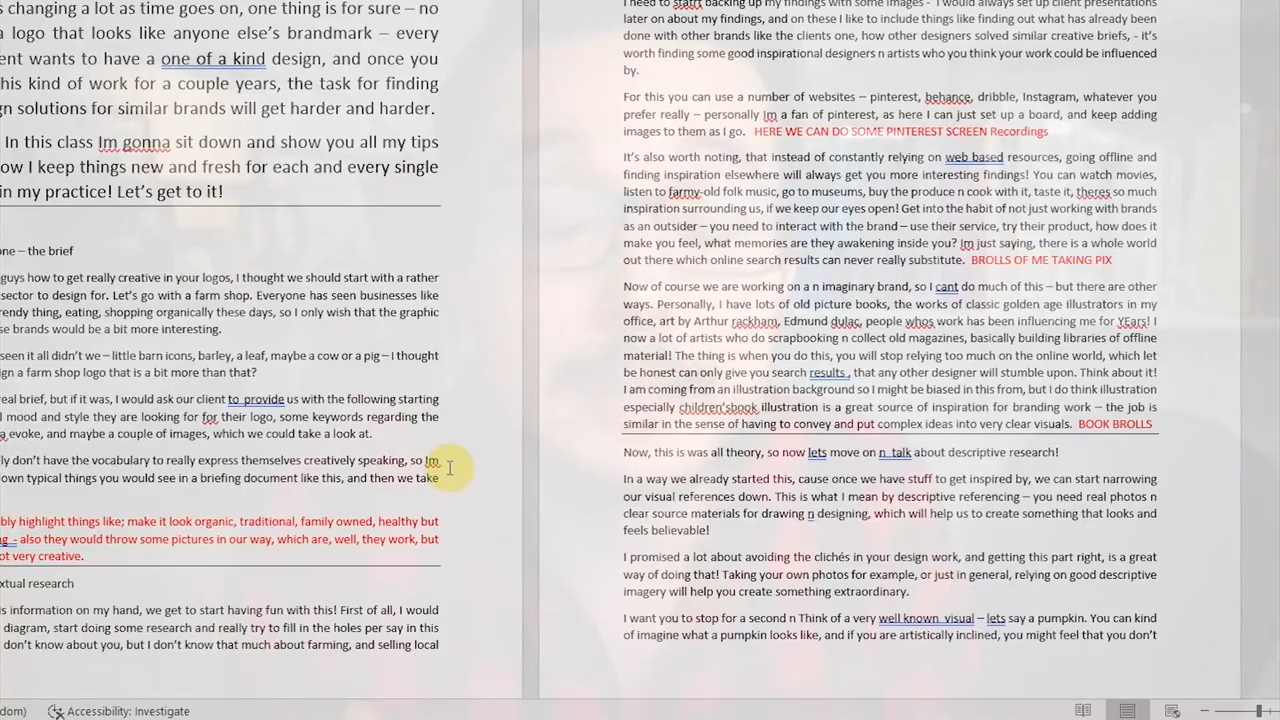 s changing a lot as time goes on, one thing is for sure – no
a logo that looks like anyone else's brandmark – every
ent wants to have a one of a kind design, and once you
his kind of work for a couple years, the task for finding
gn solutions for similar brands will get harder and harder.
In this class Im gonna sit down and show you all my tips
ow I keep things new and fresh for each and every single
in my practice! Let's get to it!
one – the brief
guys how to get really creative in your logos, I thought we should start with a rather
sector to design for. Let's go with a farm shop. Everyone has seen businesses like
rendy thing, eating, shopping organically these days, so I only wish that the graphic
se brands would be a bit more interesting.
seen it all didn't we – little barn icons, barley, a leaf, maybe a cow or a pig – i thought
ign a farm shop logo that is a bit more than that?
real brief, but if it was, I would ask our client to provide us with the following starting
l mood and style they are looking for for their logo, some keywords regarding the
a evoke, and maybe a couple of images, which we could take a look at.
ly don't have the vocabulary to really express themselves creatively speaking, so Im
own typical things you would see in a briefing document like this, and then we take
bly highlight things like; make it look organic, traditional, family owned, healthy but
ng - also they would throw some pictures in our way, which are, well, they work, but
ot very creative.
xtual research
is information on my hand, we get to start having fun with this! First of all, I would
diagram, start doing some research and really try to fill in the holes per say in this
don't know about you, but I don't know that much about farming, and selling local
I need to startt backing up my findings with some images - I would always set up client presentations
later on about my findings, and on these I like to include things like finding out what has already been
done with other brands like the clients one, how other designers solved similar creative briefs, - it's
worth finding some good inspirational designers n artists who you think your work could be influenced
by.
For this you can use a number of websites – pinterest, behance, dribble, Instagram, whatever you
prefer really – personally Im a fan of pinterest, as here I can just set up a board, and keep adding
images to them as I go. HERE WE CAN DO SOME PINTEREST SCREEN Recordings
It's also worth noting, that instead of constantly relying on web based resources, going offline and
finding inspiration elsewhere will always get you more interesting findings! You can watch movies,
listen to farmy-old folk music, go to museums, buy the produce n cook with it, taste it, theres so much
inspiration surrounding us, if we keep our eyes open! Get into the habit of not just working with brands
as an outsider – you need to interact with the brand – use their service, try their product, how does it
make you feel, what memories are they awakening inside you? Im just saying, there is a whole world
out there which online search results can never really substitute. BROLLS OF ME TAKING PIX
Now of course we are working on a n imaginary brand, so I cant do much of this – but there are other
ways. Personally, I have lots of old picture books, the works of classic golden age illustrators in my
office, art by Arthur rackham, Edmund dulac, people whos work has been influencing me for YEars! I
now a lot of artists who do scrapbooking n collect old magazines, basically building libraries of offline
material! The thing is when you do this, you will stop relying too much on the online world, which let
be honest can only give you search results , that any other designer will stumble upon. Think about it!
I am coming from an illustration background so I might be biased in this from, but I do think illustration
especially children'sbook illustration is a great source of inspiration for branding work – the job is
similar in the sense of having to convey and put complex ideas into very clear visuals. BOOK BROLLS
Now, this is was all theory, so now lets move on n talk about descriptive research!
In a way we already started this, cause once we have stuff to get inspired by, we can start narrowing
our visual references down. This is what I mean by descriptive referencing – you need real photos n
clear source materials for drawing n designing, which will help us to create something that looks and
feels believable!
I promised a lot about avoiding the clichés in your design work, and getting this part right, is a great
way of doing that! Taking your own photos for example, or just in general, relying on good descriptive
imagery will help you create something extraordinary.
I want you to stop for a second n Think of a very well known visual – lets say a pumpkin. You can kind
of imagine what a pumpkin looks like, and if you are artistically inclined, you might feel that you don't
dom) Accessibility: Investigate